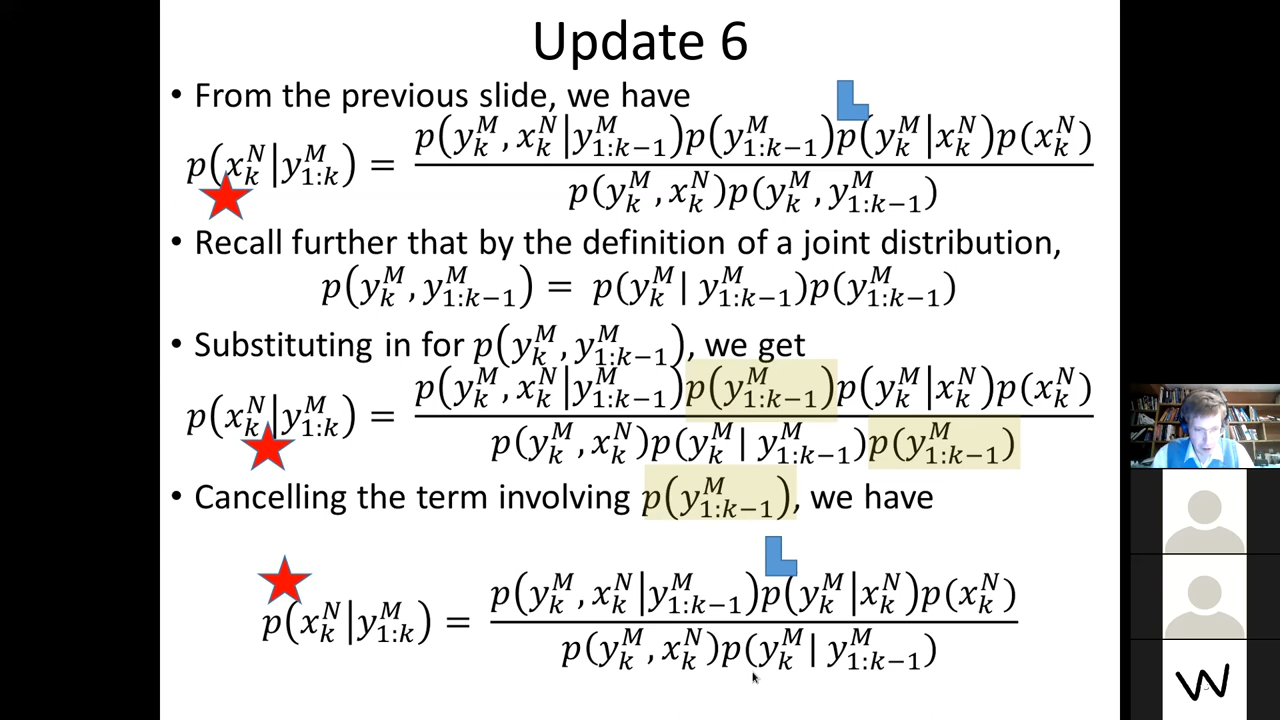 Update 6
• From the previous slide, we have
p(y_k^M, x_k^N|y_{1:k−1}^M)p(y_{1:k−1}^M)p(y_k^M|x_k^N)p(x_k^N)
p(x_k^N|y_{1:k}^M) =
p(y_k^M, x_k^N)p(y_k^M, y_{1:k−1}^M)
• Recall further that by the definition of a joint distribution,
p(y_k^M, y_{1:k−1}^M) = p(y_k^M| y_{1:k−1}^M)p(y_{1:k−1}^M)
• Substituting in for p(y_k^M, y_{1:k−1}^M), we get
p(y_k^M, x_k^N|y_{1:k−1}^M)p(y_{1:k−1}^M)p(y_k^M|x_k^N)p(x_k^N)
p(x_k^N|y_{1:k}^M) =
p(y_k^M, x_k^N)p(y_k^M| y_{1:k−1}^M)p(y_{1:k−1}^M)
• Cancelling the term involving p(y_{1:k−1}^M), we have
p(y_k^M, x_k^N|y_{1:k−1}^M)p(y_k^M|x_k^N)p(x_k^N)
p(x_k^N|y_{1:k}^M) =
p(y_k^M, x_k^N)p(y_k^M| y_{1:k−1}^M)
W